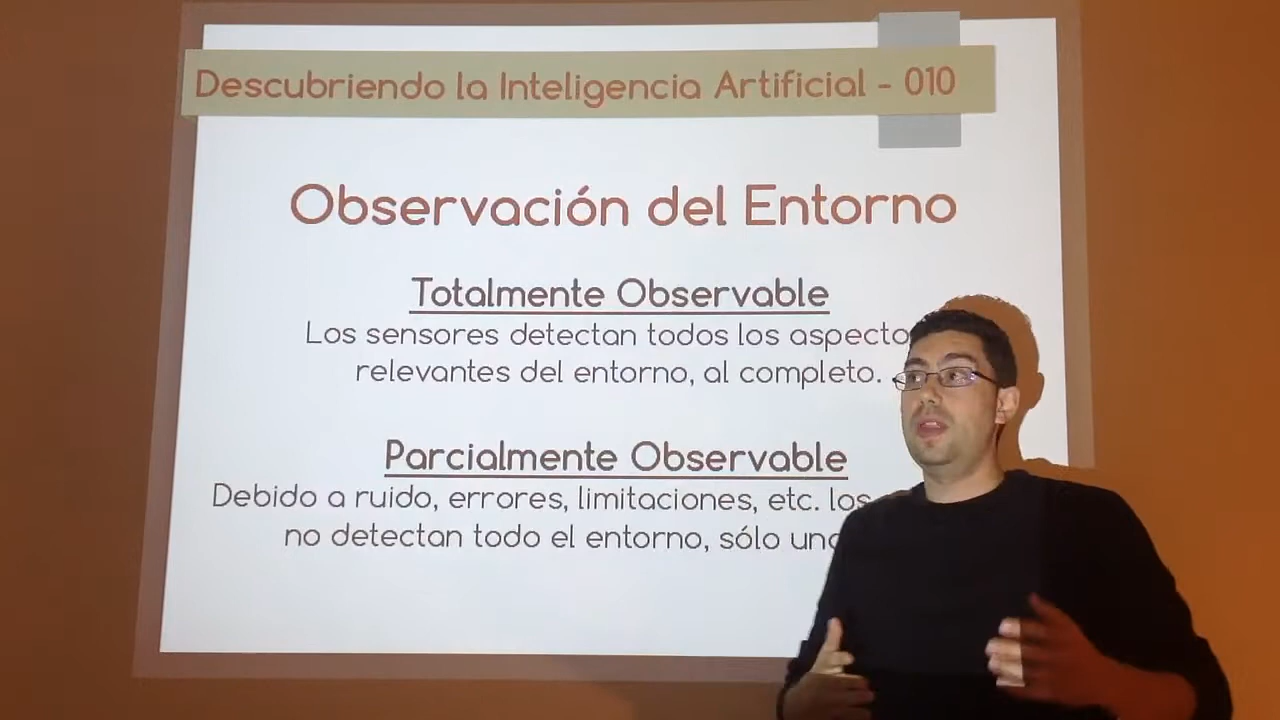 Descubriendo la Inteligencia Artificial - 010
Observación del Entorno
Totalmente Observable
Los sensores detectan todos los aspecto
relevantes del entorno, al completo.
Parcialmente Observable
Debido a ruido, errores, limitaciones, etc. los
no detectan todo el entorno, sólo una